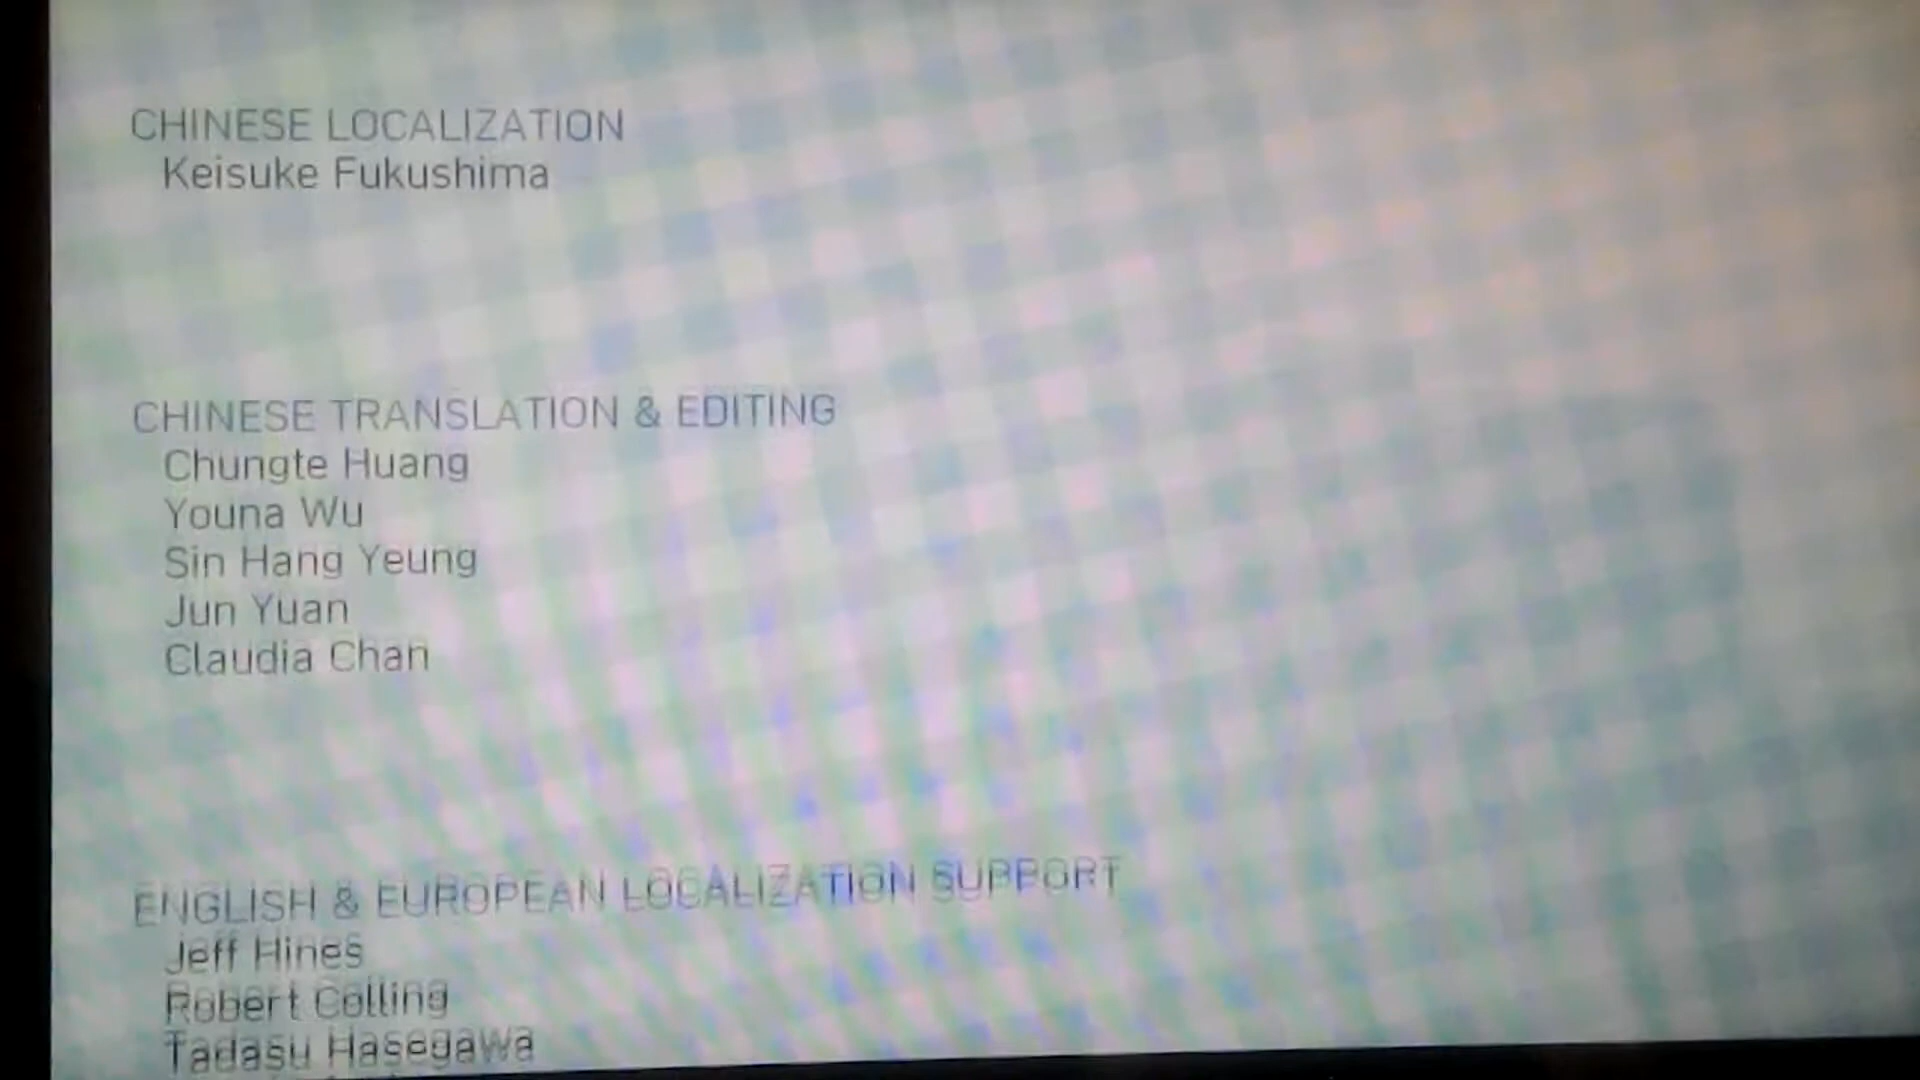 CHINESE LOCALIZATION
Keisuke Fukushima
CHINESE TRANSLATION & EDITING
Chungte Huang
Youna Wu
Sin Hang Yeung
Jun Yuan
Claudia Chan
ENGLISH & EUROPEAN LOCALIZATION SUPPORT
Jeff Hines
Robert Colling
Tadasu Hasegawa